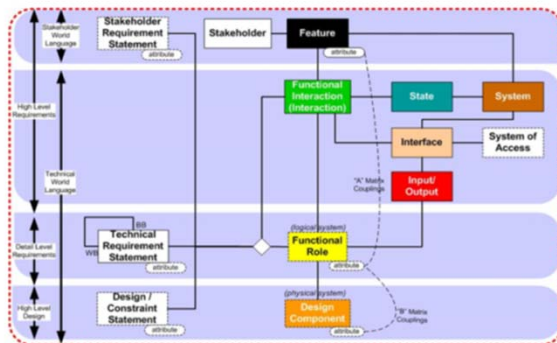 Stakeholder
World
Language
High Level
Requirements
Technical
World
Language
Detail Level
Requirements
High Level
Design
Stakeholder
Requirement
Statement
attribute
Stakeholder
Feature
attribute
Functional
Interaction
(Interaction)
State
System
Interface
System of
Access
Input/
Output
"A" Matrix
Couplings
BB
WB
Technical
Requirement
Statement
attribute
(logical system)
Functional
Role
attribute
Design /
Constraint
Statement
attribute
(physical system)
Design
Component
attribute
"B" Matrix
Couplings